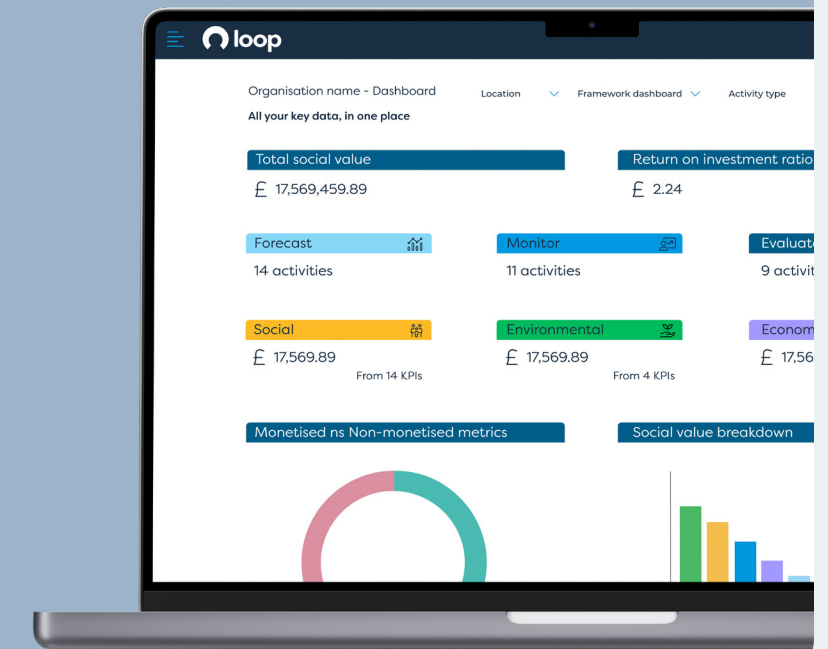 loop
Organisation name - Dashboard
Location
Framework dashboard
Activity type
All your key data, in one place
Total social value
Return on investment ratio
£ 17,569,459.89
£ 2.24
Forecast
Monitor
Evaluat
14 activities
11 activities
9 activit
Social
Environmental
Econom
£ 17,569.89
£ 17,569.89
£ 17,56
From 14 KPIs
From 4 KPIs
Monetised ns Non-monetised metrics
Social value breakdown